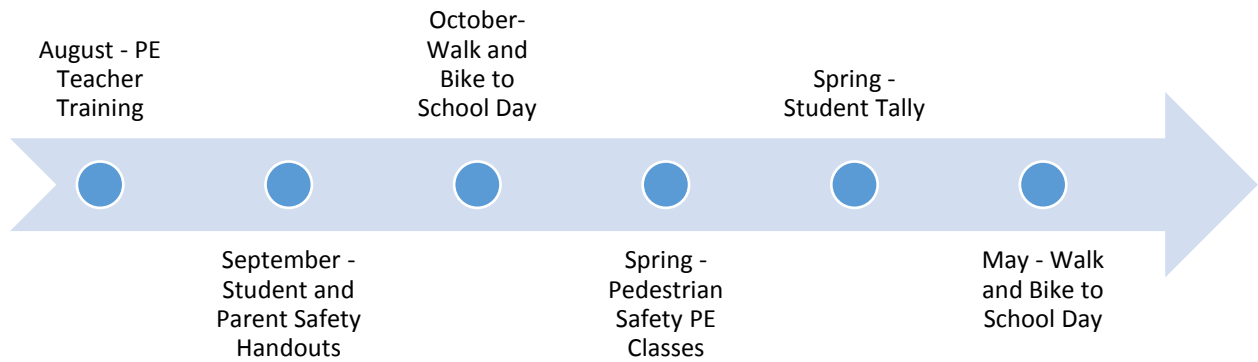 August - PE
Teacher
Training
September -
Student and
Parent Safety
Handouts
October-
Walk and
Bike to
School Day
Spring -
Pedestrian
Safety PE
Classes
Spring -
Student Tally
May - Walk
and Bike to
School Day